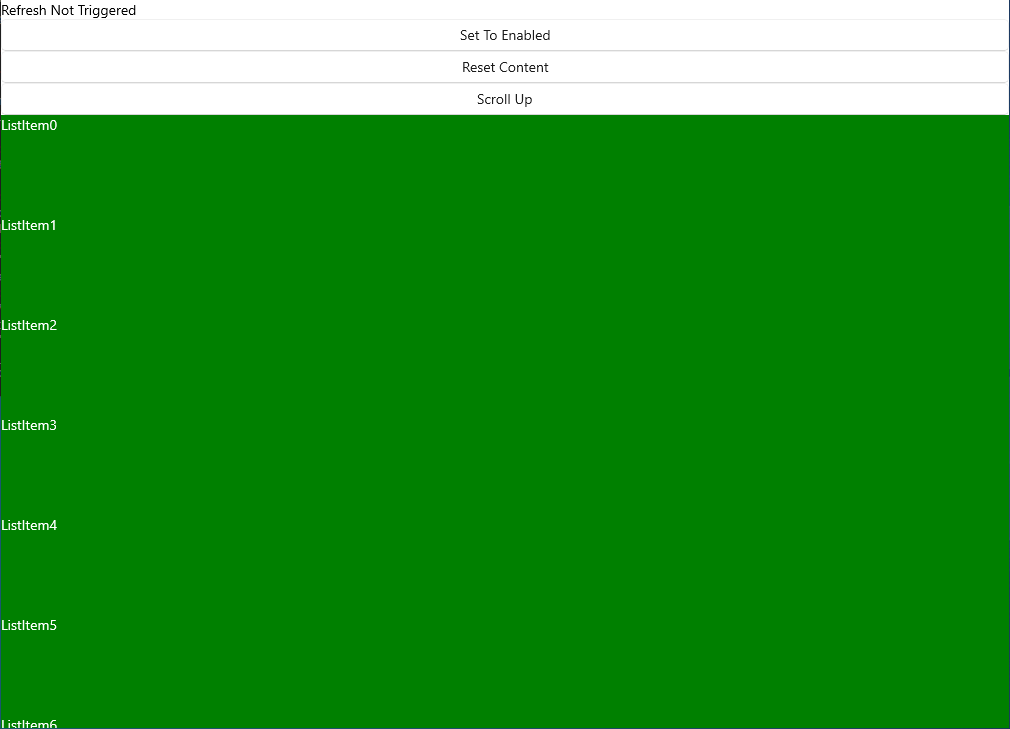 Refresh Not Triggered
Set To Enabled
Reset Content
Scroll Up
ListItem0
ListItem1
ListItem2
ListItem3
ListItem4
ListItem5
ListItem6